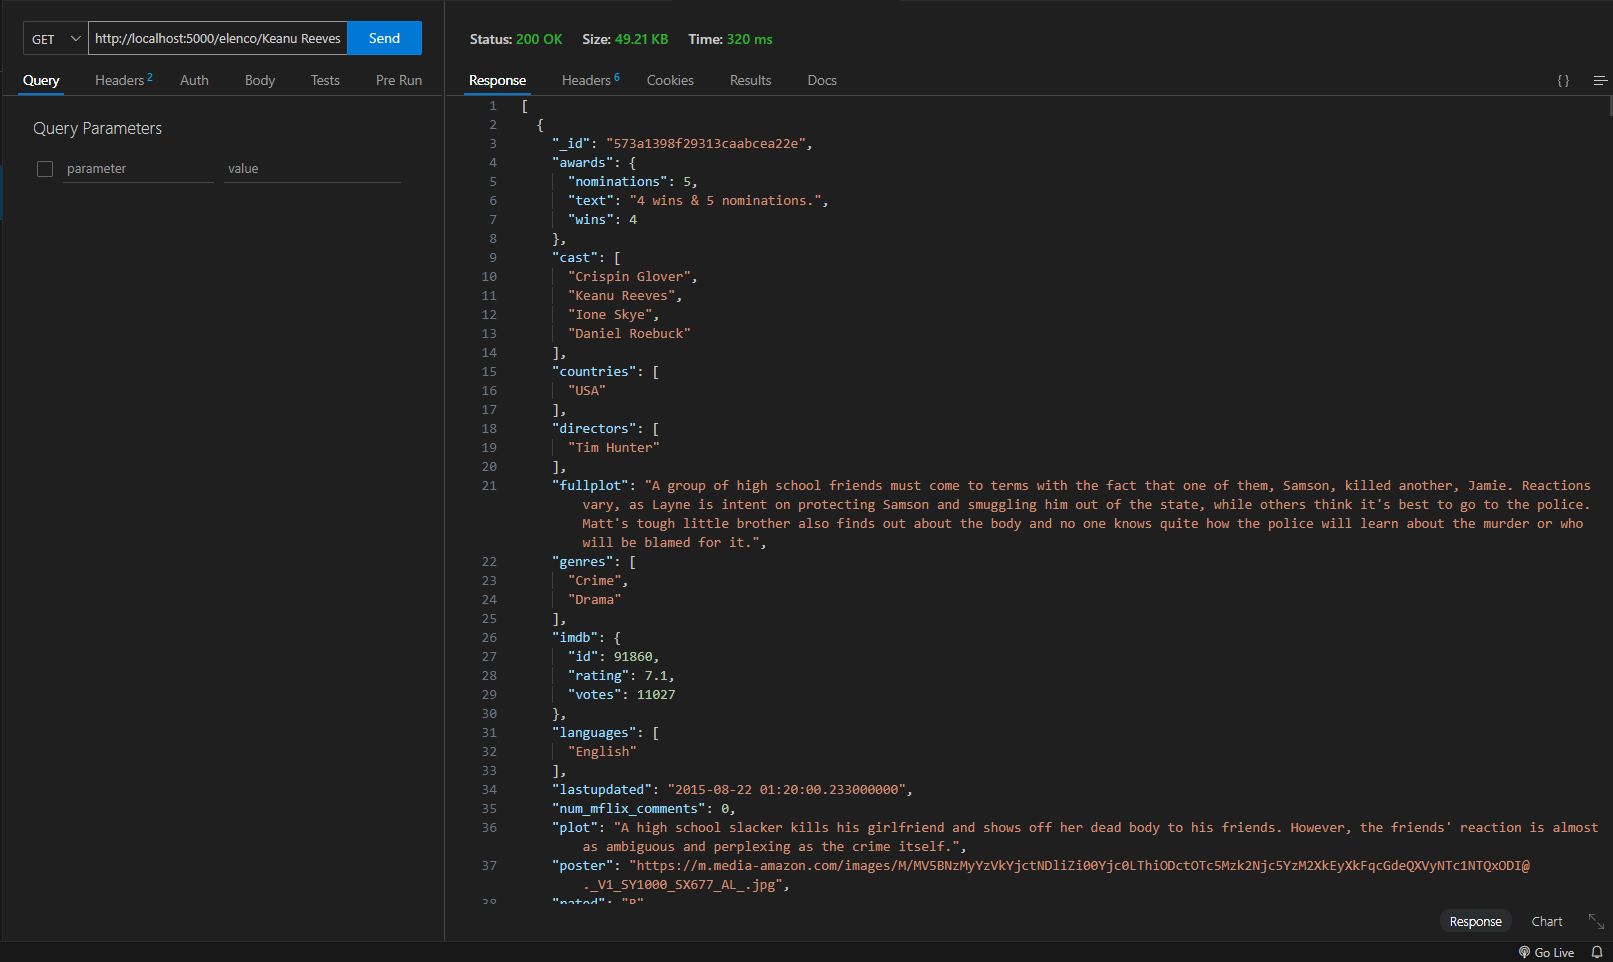 GET
http://localhost:5000/elenco/Keanu Reeves
Send
Query
Headers 2
Auth
Body
Tests
Pre Run
Query Parameters
parameter
value
Status: 200 OK Size: 49.21 KB Time: 320 ms
Response
Headers 6
Cookies
Results
Docs
{ }
1 [
2 {
3 "_id": "573a1398f29313caabcea22e",
4 "awards": {
5 "nominations": 5,
6 "text": "4 wins & 5 nominations.",
7 "wins": 4
8 },
9 "cast": [
10 "Crispin Glover",
11 "Keanu Reeves",
12 "Ione Skye",
13 "Daniel Roebuck"
14 ],
15 "countries": [
16 "USA"
17 ],
18 "directors": [
19 "Tim Hunter"
20 ],
21 "fullplot": "A group of high school friends must come to terms with the fact that one of them, Samson, killed another, Jamie. Reactions
vary, as Layne is intent on protecting Samson and smuggling him out of the state, while others think it's best to go to the police.
Matt's tough little brother also finds out about the body and no one knows quite how the police will learn about the murder or who
will be blamed for it.",
22 "genres": [
23 "Crime",
24 "Drama"
25 ],
26 "imdb": {
27 "id": 91860,
28 "rating": 7.1,
29 "votes": 11027
30 },
31 "languages": [
32 "English"
33 ],
34 "lastupdated": "2015-08-22 01:20:00.233000000",
35 "num_mflix_comments": 0,
36 "plot": "A high school slacker kills his girlfriend and shows off her dead body to his friends. However, the friends' reaction is almost
as ambiguous and perplexing as the crime itself.",
37 "poster": "https://m.media-amazon.com/images/M/MV5BNzMyYzVkYjctNDliZi00Yjc0LThiODctOTc5Mzk2Njc5YzM2XkEyXkFqcGdeQXVyNTc1NTQxODI@
._V1_SY1000_SX677_AL_.jpg",
38 "rated": "R"
Response
Chart
Go Live